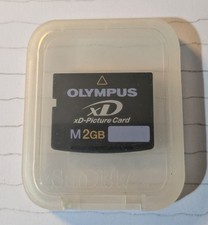 OLYMPUS
xD
xD-Picture Card
M 2GB